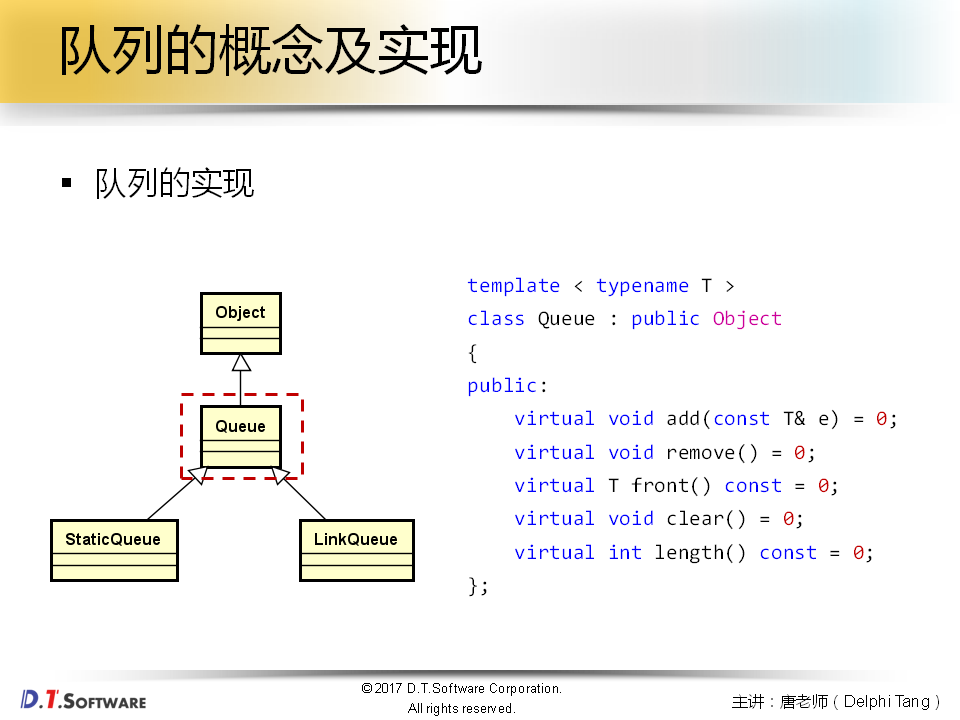 队列的概念及实现
▪ 队列的实现
Object
Queue
StaticQueue
LinkQueue
template < typename T >
class Queue : public Object
{
public:
    virtual void add(const T& e) = 0;
    virtual void remove() = 0;
    virtual T front() const = 0;
    virtual void clear() = 0;
    virtual int length() const = 0;
};
D.T.SOFTWARE
©2017 D.T.Software Corporation.
All rights reserved.
主讲：唐老师（Delphi Tang）